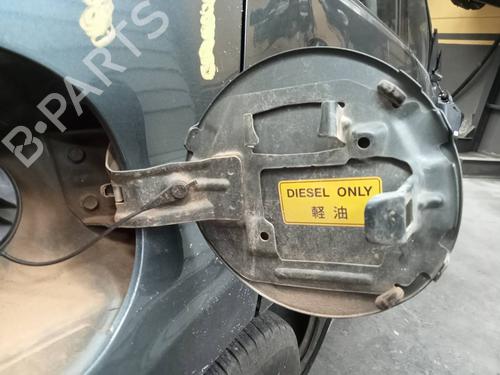 B-PARTS
DIESEL ONLY
軽油